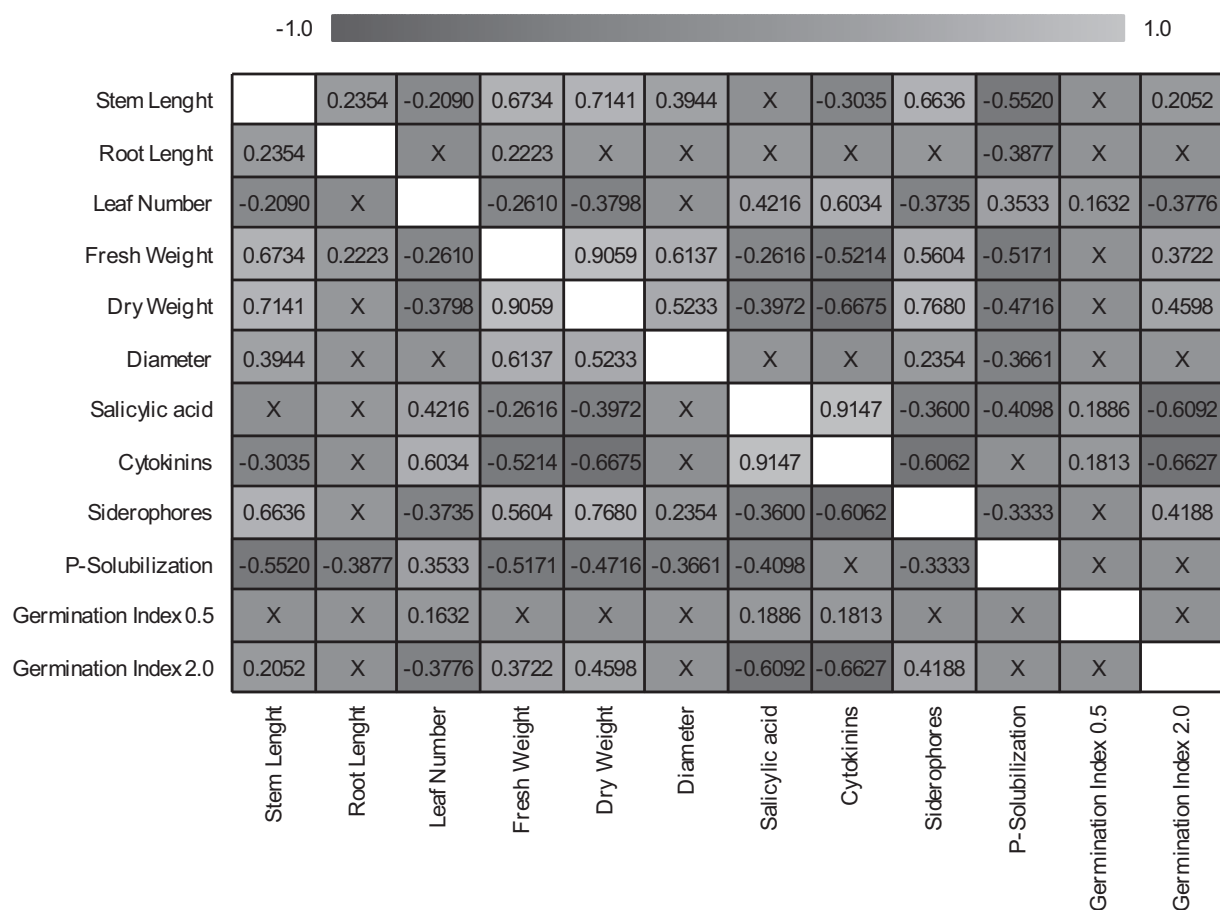 -1.0 1.0
Stem Lenght 0.2354 -0.2090 0.6734 0.7141 0.3944 X -0.3035 0.6636 -0.5520 X 0.2052
Root Lenght 0.2354 X 0.2223 X X X X X -0.3877 X X
Leaf Number -0.2090 X -0.2610 -0.3798 X 0.4216 0.6034 -0.3735 0.3533 0.1632 -0.3776
Fresh Weight 0.6734 0.2223 -0.2610 0.9059 0.6137 -0.2616 -0.5214 0.5604 -0.5171 X 0.3722
Dry Weight 0.7141 X -0.3798 0.9059 0.5233 -0.3972 -0.6675 0.7680 -0.4716 X 0.4598
Diameter 0.3944 X X 0.6137 0.5233 X X 0.2354 -0.3661 X X
Salicylic acid X X 0.4216 -0.2616 -0.3972 X 0.9147 -0.3600 -0.4098 0.1886 -0.6092
Cytokinins -0.3035 X 0.6034 -0.5214 -0.6675 X 0.9147 -0.6062 X 0.1813 -0.6627
Siderophores 0.6636 X -0.3735 0.5604 0.7680 0.2354 -0.3600 -0.6062 -0.3333 X 0.4188
P-Solubilization -0.5520 -0.3877 0.3533 -0.5171 -0.4716 -0.3661 -0.4098 X -0.3333 X X
Germination Index 0.5 X X 0.1632 X X X 0.1886 0.1813 X X X
Germination Index 2.0 0.2052 X -0.3776 0.3722 0.4598 X -0.6092 -0.6627 0.4188 X X
Stem Lenght
Root Lenght
Leaf Number
Fresh Weight
Dry Weight
Diameter
Salicylic acid
Cytokinins
Siderophores
P-Solubilization
Germination Index 0.5
Germination Index 2.0